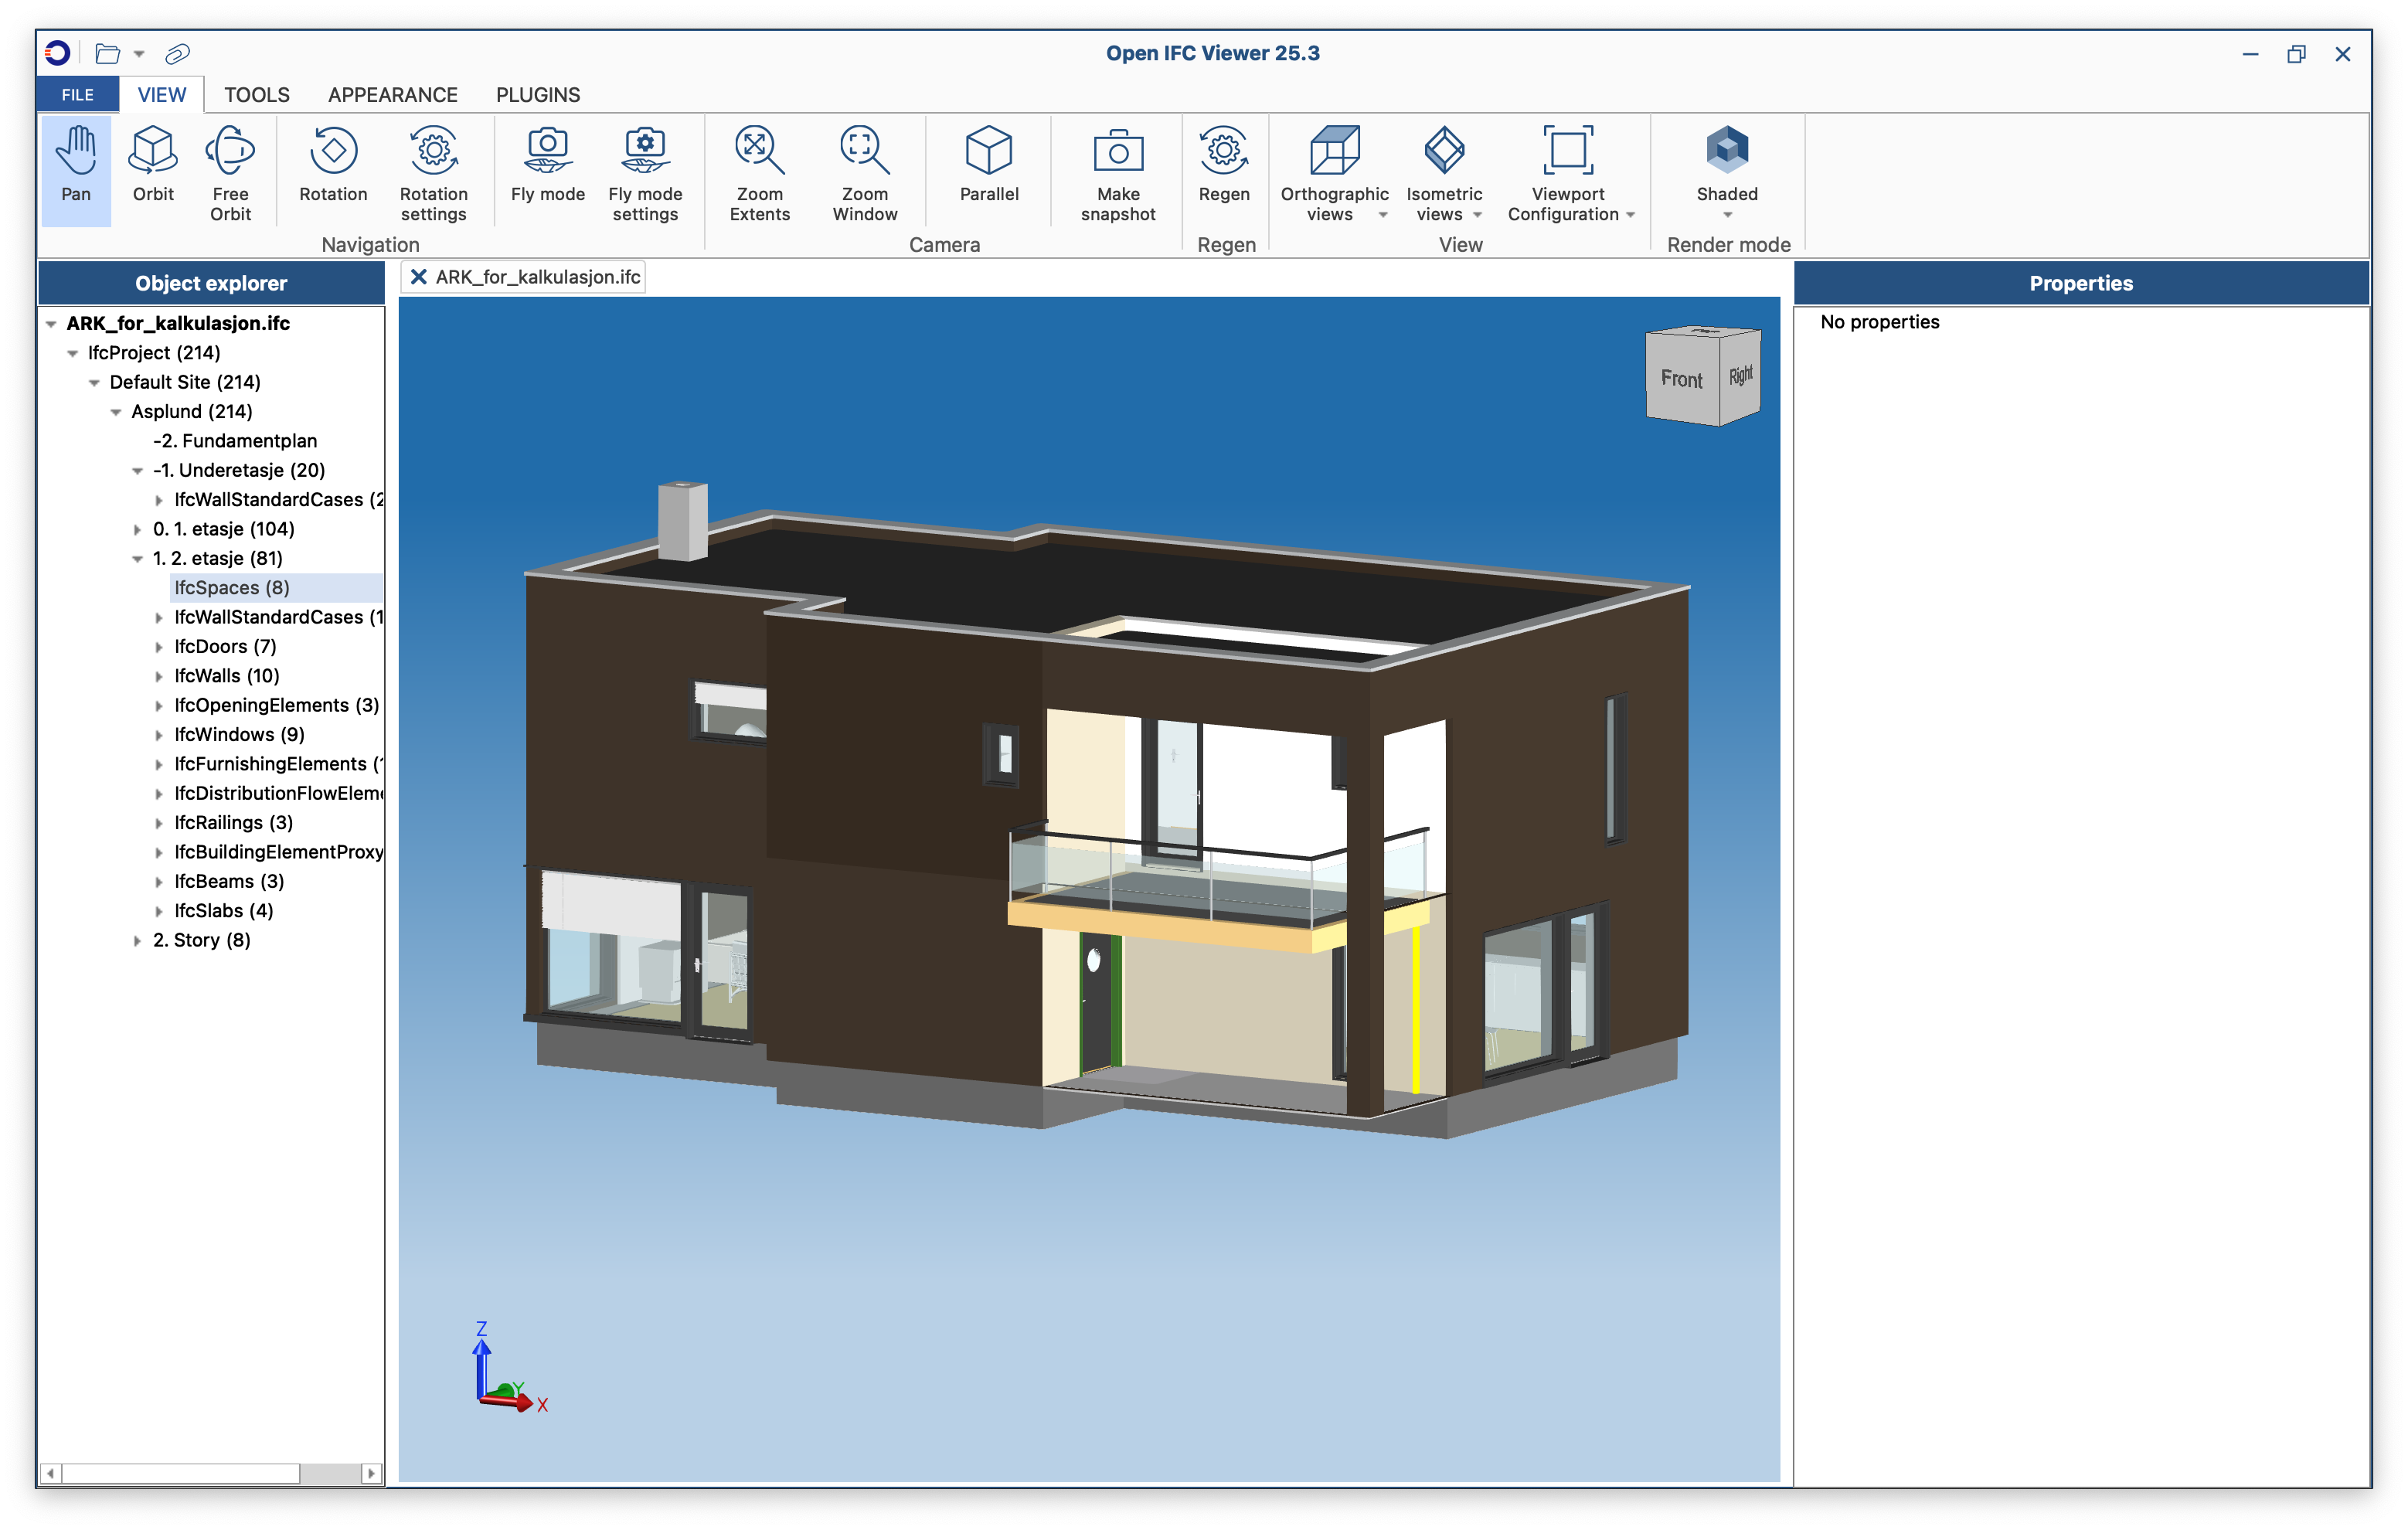 Open IFC Viewer 25.3
FILE VIEW TOOLS APPEARANCE PLUGINS
Pan
Orbit
Free
Orbit
Rotation
Rotation
settings
Fly mode
Fly mode
settings
Zoom
Extents
Zoom
Window
Parallel
Make
snapshot
Regen
Orthographic
views
Isometric
views
Viewport
Configuration
Shaded
Navigation
Camera
Regen
View
Render mode
Object explorer
ARK_for_kalkulasjon.ifc
IfcProject (214)
Default Site (214)
Asplund (214)
-2. Fundamentplan
-1. Underetasje (20)
IfcWallStandardCases (2
0. 1. etasje (104)
1. 2. etasje (81)
IfcSpaces (8)
IfcWallStandardCases (1
IfcDoors (7)
IfcWalls (10)
IfcOpeningElements (3)
IfcWindows (9)
IfcFurnishingElements (
IfcDistributionFlowEleme
IfcRailings (3)
IfcBuildingElementProxy
IfcBeams (3)
IfcSlabs (4)
2. Story (8)
ARK_for_kalkulasjon.ifc
Front
Right
Z
Y
X
Properties
No properties